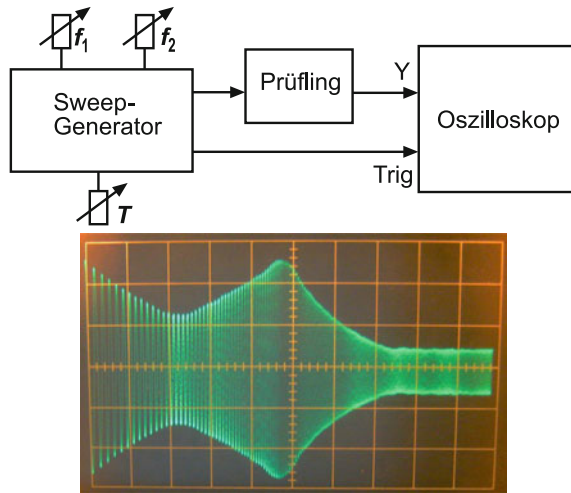 f₁
f₂
Sweep-
Generator
Prüfling
Y
Oszilloskop
Trig
T